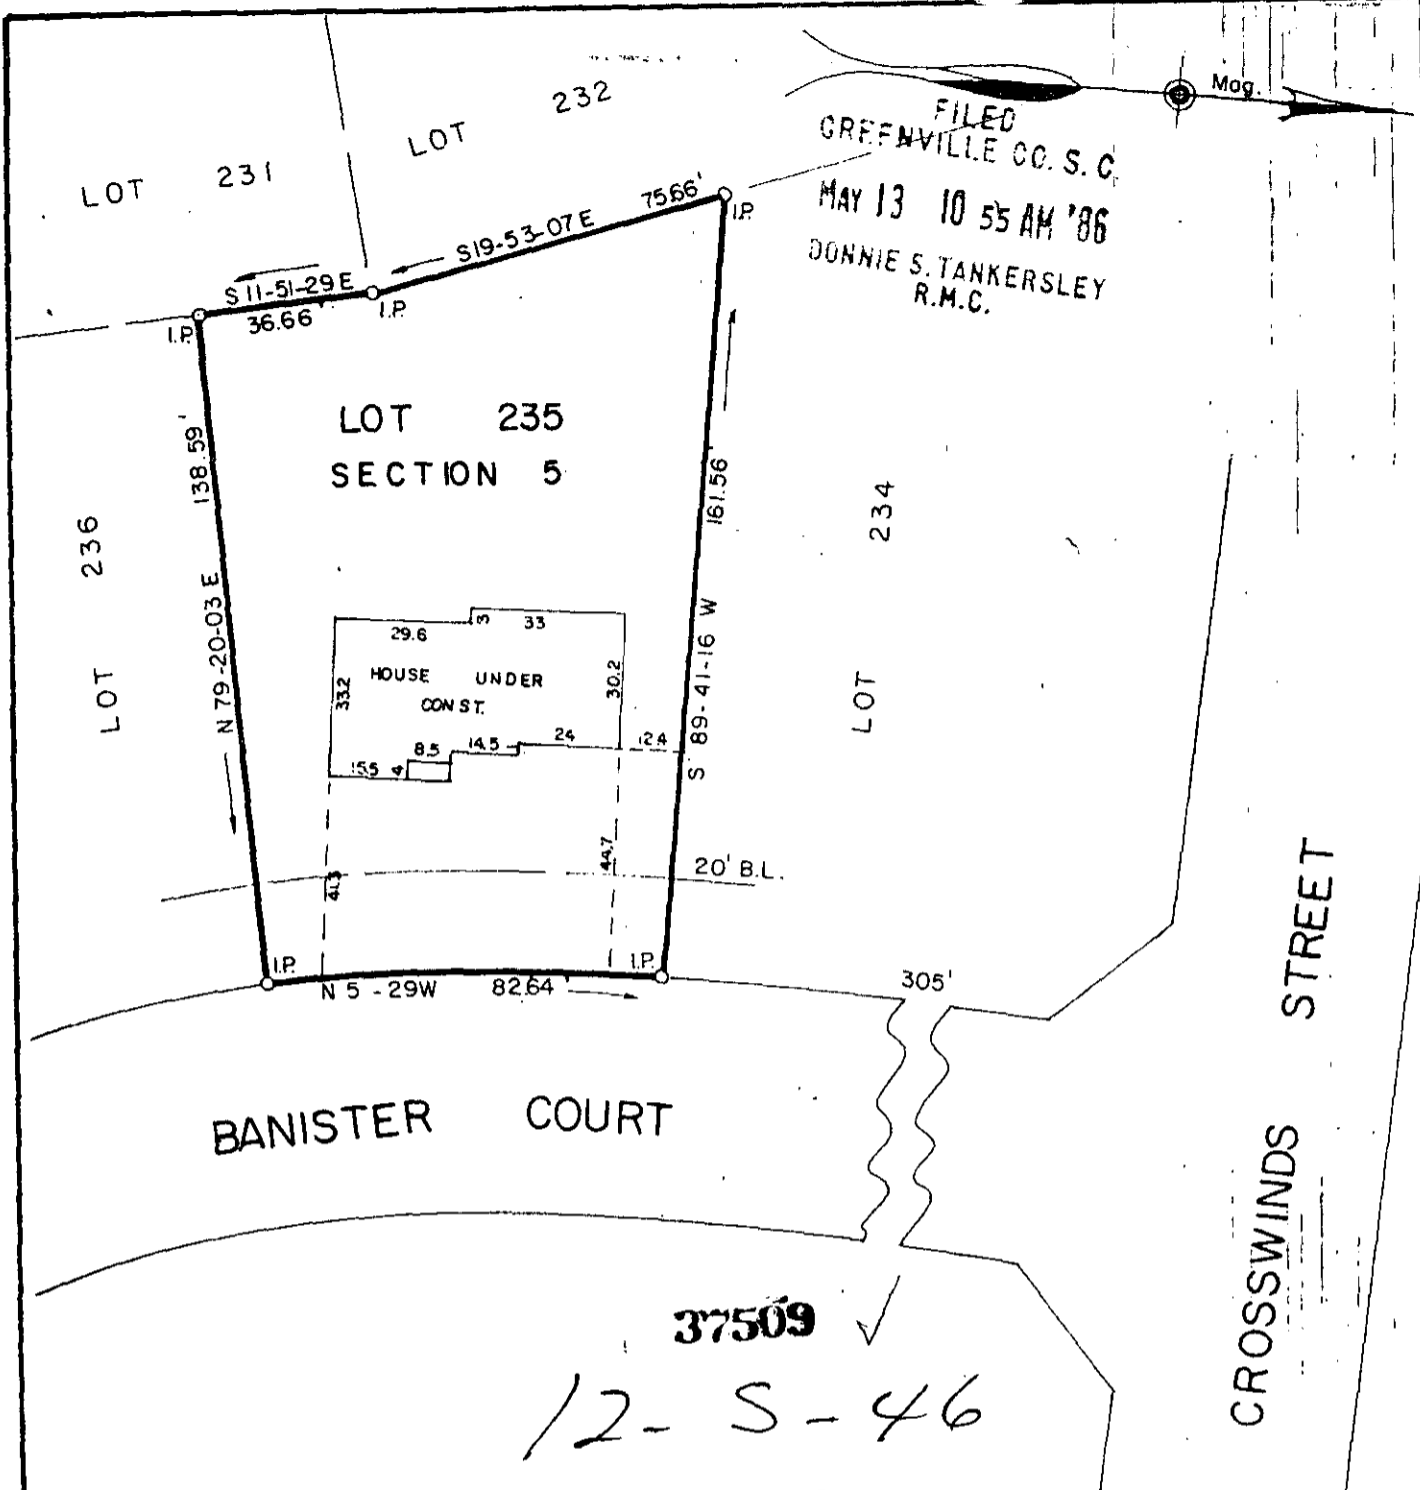 Mag.
FILED
GREENVILLE CO. S. C.
MAY 13 10 55 AM '86
DONNIE S. TANKERSLEY
R.M.C.
LOT 231
LOT 232
S 11-51-29 E
36.66'
S19-53-07 E
75.66'
I.P.
I.P.
I.P.
LOT 235
SECTION 5
138.59'
N 79-20-03 E
161.56'
S 89-41-16 W
LOT 236
LOT 234
29.6
3
33
HOUSE UNDER
CONST.
33.2
30.2
15.5
4
8.5
14.5
24
12.4
41.3
44.7
20' B.L.
I.P.
I.P.
N 5-29W
82.64'
305'
BANISTER COURT
CROSSWINDS STREET
37509
12- S - 46